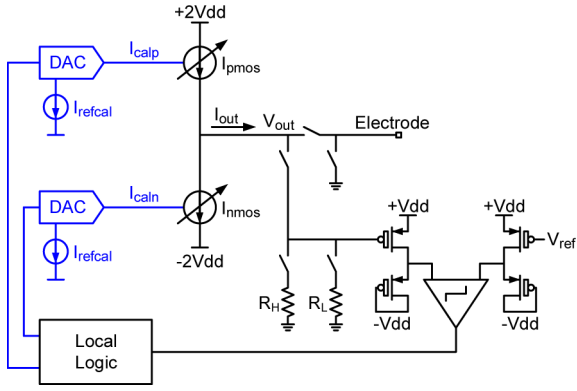 +2Vdd
DAC
Icalp
Ipmos
Irefcal
Iout
Vout
Electrode
DAC
Icaln
Inmos
Irefcal
-2Vdd
+Vdd
+Vdd
Vref
RH
RL
-Vdd
-Vdd
Local
Logic